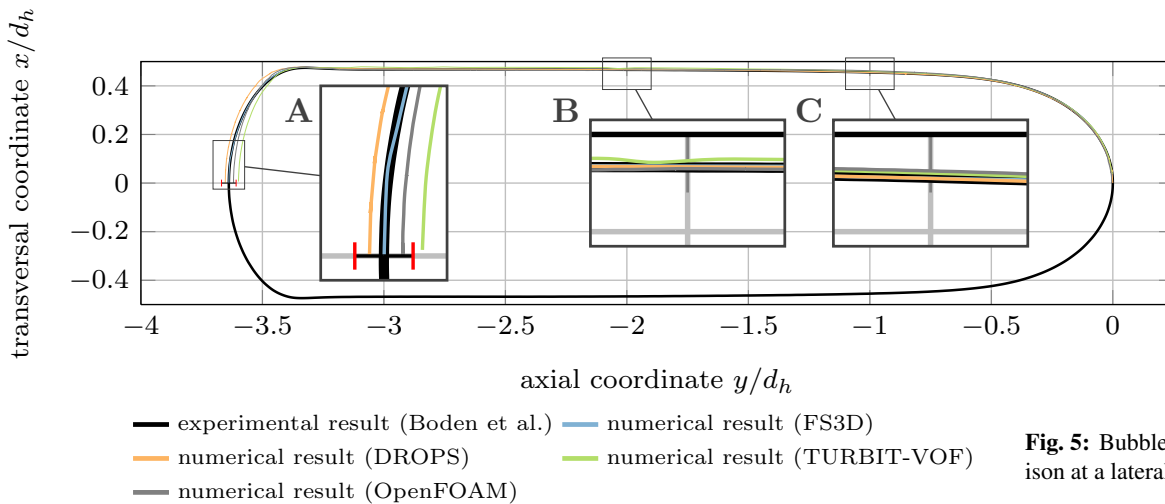 transversal coordinate x/d_h
0.4
0.2
0
−0.2
−0.4
A
B
C
−4 −3.5 −3 −2.5 −2 −1.5 −1 −0.5 0
axial coordinate y/d_h
experimental result (Boden et al.) numerical result (FS3D)
numerical result (DROPS) numerical result (TURBIT-VOF)
numerical result (OpenFOAM)
Fig. 5: Bubble
ison at a lateral